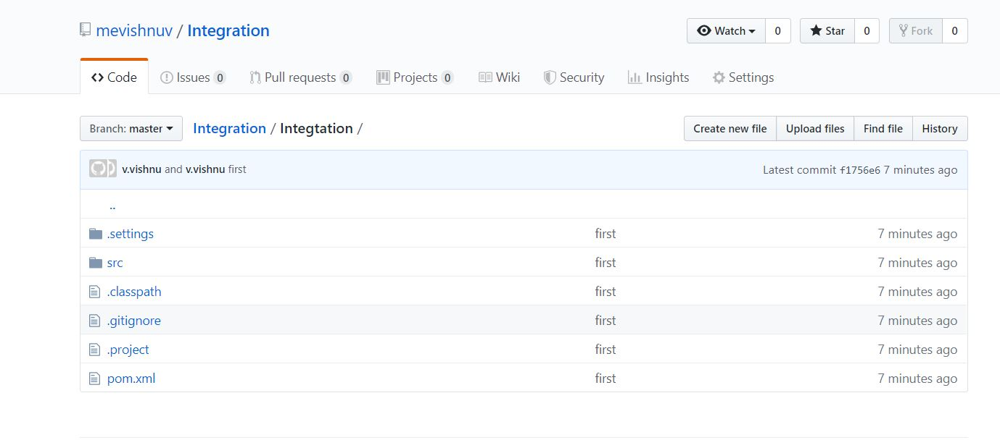 mevishnuv / Integration Watch 0 Star 0 Fork 0
Code Issues 0 Pull requests 0 Projects 0 Wiki Security Insights Settings
Branch: master Integration / Integtation / Create new file Upload files Find file History
v.vishnu and v.vishnu first Latest commit f1756e6 7 minutes ago
..
.settings first 7 minutes ago
src first 7 minutes ago
.classpath first 7 minutes ago
.gitignore first 7 minutes ago
.project first 7 minutes ago
pom.xml first 7 minutes ago